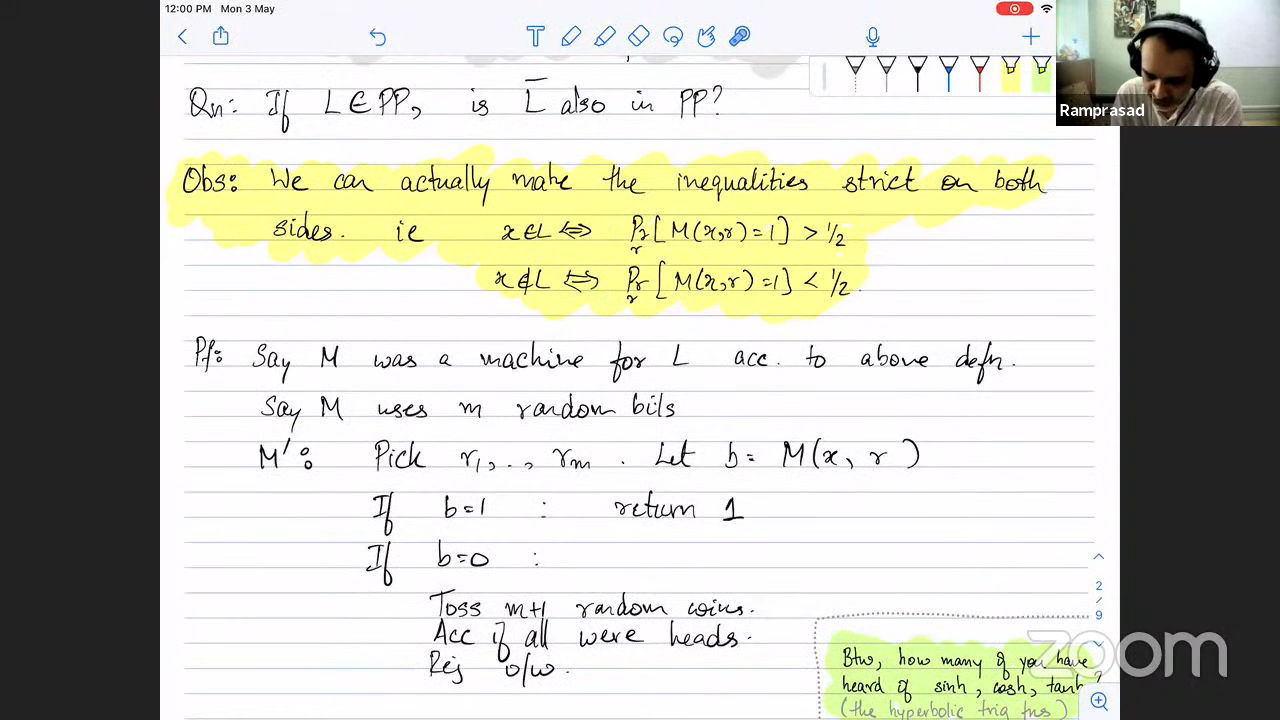 12:00 PM Mon 3 May
Ramprasad
Qn: If L ∈ PP, is L̅ also in PP?
Obs: We can actually make the inequalities strict on both
sides. ie x∈L ⇔ Pr_r [M(x,r)=1] > 1/2
x∉L ⇔ Pr_r [M(x,r)=1] < 1/2.
Pf: Say M was a machine for L acc. to above defn.
Say M uses m random bits
M': Pick r₁,..,rₘ. Let b = M(x, r)
If b=1 : return 1
If b=0 :
Toss m+1 random coins.
Acc if all were heads.
Rej o/w.
2
/
9
Btw, how many of you have
heard of sinh, cosh, tanh?
(the hyperbolic trig fns)
zoom